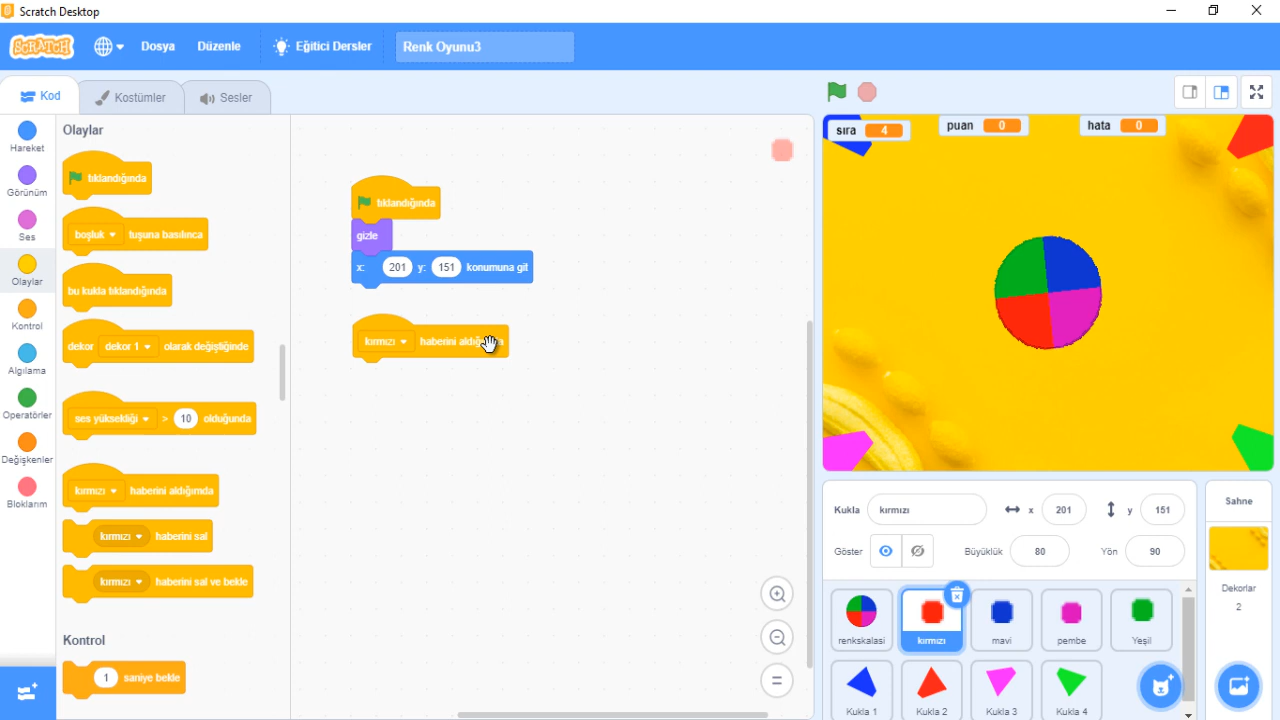 Scratch Desktop
SCRATCH
Dosya
Düzenle
Eğitici Dersler
Renk Oyunu3
Kod
Kostümler
Sesler
Hareket
Görünüm
Ses
Olaylar
Kontrol
Algılama
Operatörler
Değişkenler
Bloklarım
Olaylar
tıklandığında
boşluk tuşuna basılınca
bu kukla tıklandığında
dekor dekor 1 olarak değiştiğinde
ses yüksekliği > 10 olduğunda
kırmızı haberini aldığımda
kırmızı haberini sal
kırmızı haberini sal ve bekle
Kontrol
1 saniye bekle
tıklandığında
gizle
x: 201 y: 151 konumuna git
kırmızı haberini
sıra 4
puan 0
hata 0
Kukla kırmızı x 201 y 151
Göster Büyüklük 80 Yön 90
renkskalasi
kırmızı
mavi
pembe
Yeşil
Kukla 1
Kukla 2
Kukla 3
Kukla 4
Sahne
Dekorlar
2